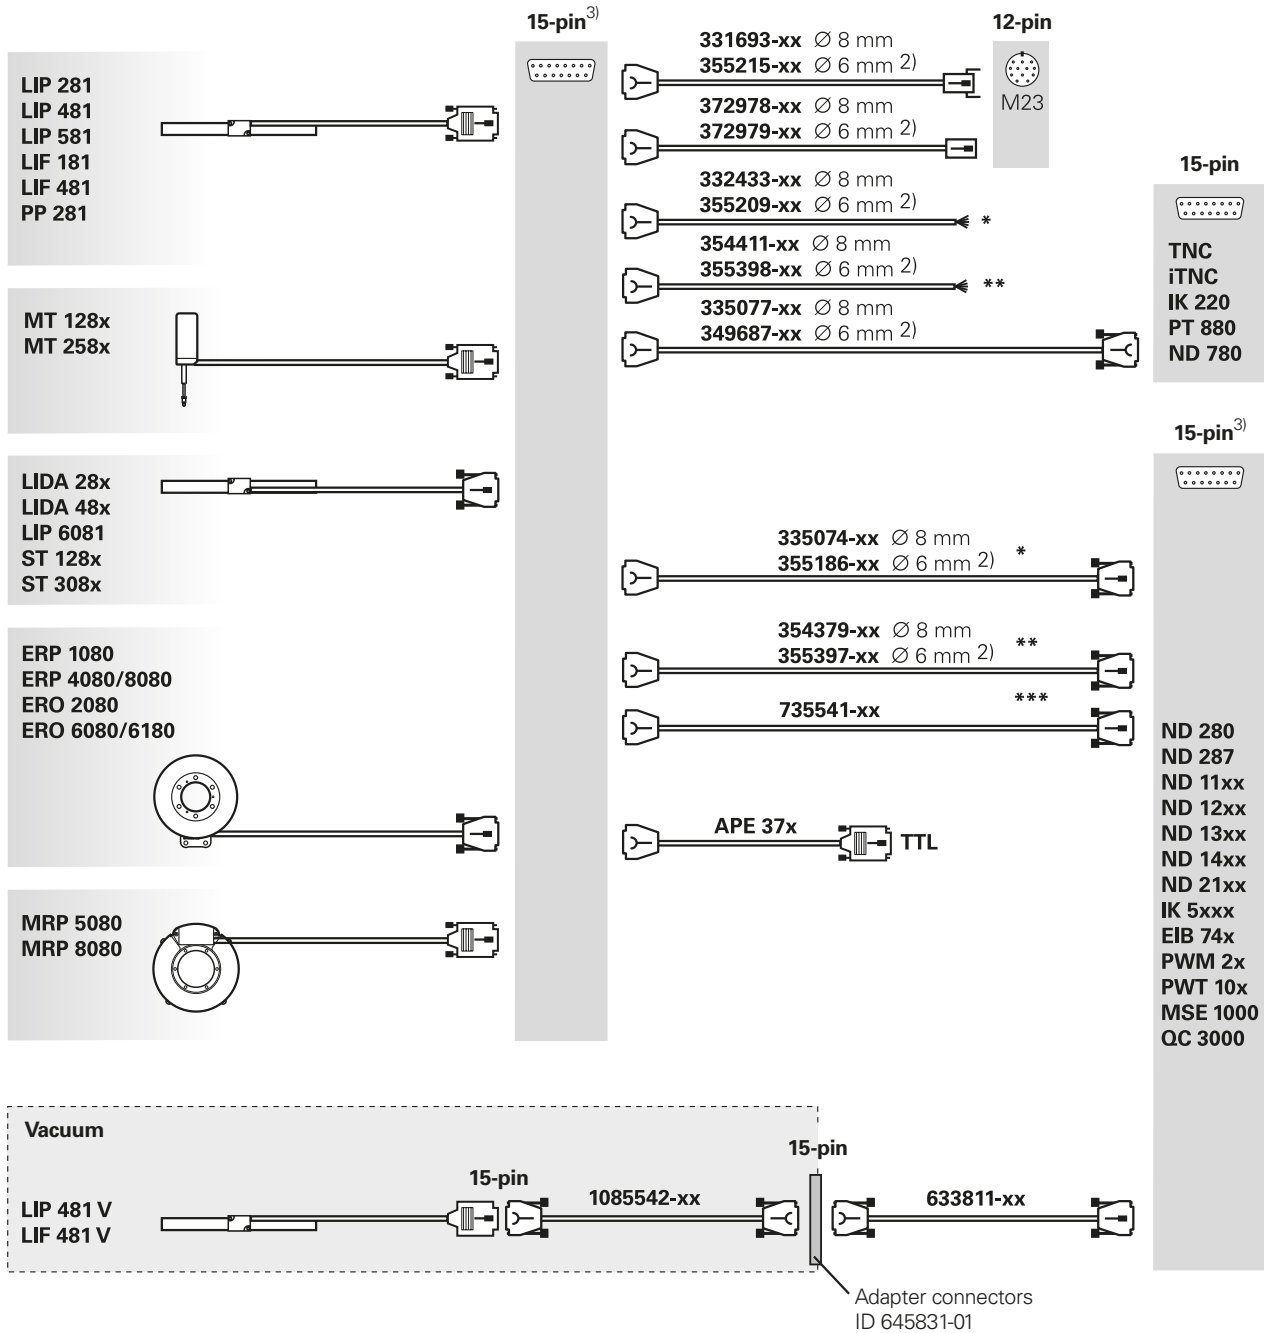 15-pin3)
12-pin
331693-xx Ø 8 mm
355215-xx Ø 6 mm 2)
M23
372978-xx Ø 8 mm
372979-xx Ø 6 mm 2)
332433-xx Ø 8 mm
355209-xx Ø 6 mm 2)
*
354411-xx Ø 8 mm
355398-xx Ø 6 mm 2)
**
335077-xx Ø 8 mm
349687-xx Ø 6 mm 2)
LIP 281
LIP 481
LIP 581
LIF 181
LIF 481
PP 281
15-pin
TNC
iTNC
IK 220
PT 880
ND 780
MT 128x
MT 258x
15-pin3)
LIDA 28x
LIDA 48x
LIP 6081
ST 128x
ST 308x
335074-xx Ø 8 mm
355186-xx Ø 6 mm 2)
*
354379-xx Ø 8 mm
355397-xx Ø 6 mm 2)
**
735541-xx
***
ERP 1080
ERP 4080/8080
ERO 2080
ERO 6080/6180
APE 37x
TTL
ND 280
ND 287
ND 11xx
ND 12xx
ND 13xx
ND 14xx
ND 21xx
IK 5xxx
EIB 74x
PWM 2x
PWT 10x
MSE 1000
QC 3000
MRP 5080
MRP 8080
Vacuum
15-pin
15-pin
LIP 481 V
LIF 481 V
1085542-xx
633811-xx
Adapter connectors
ID 645831-01